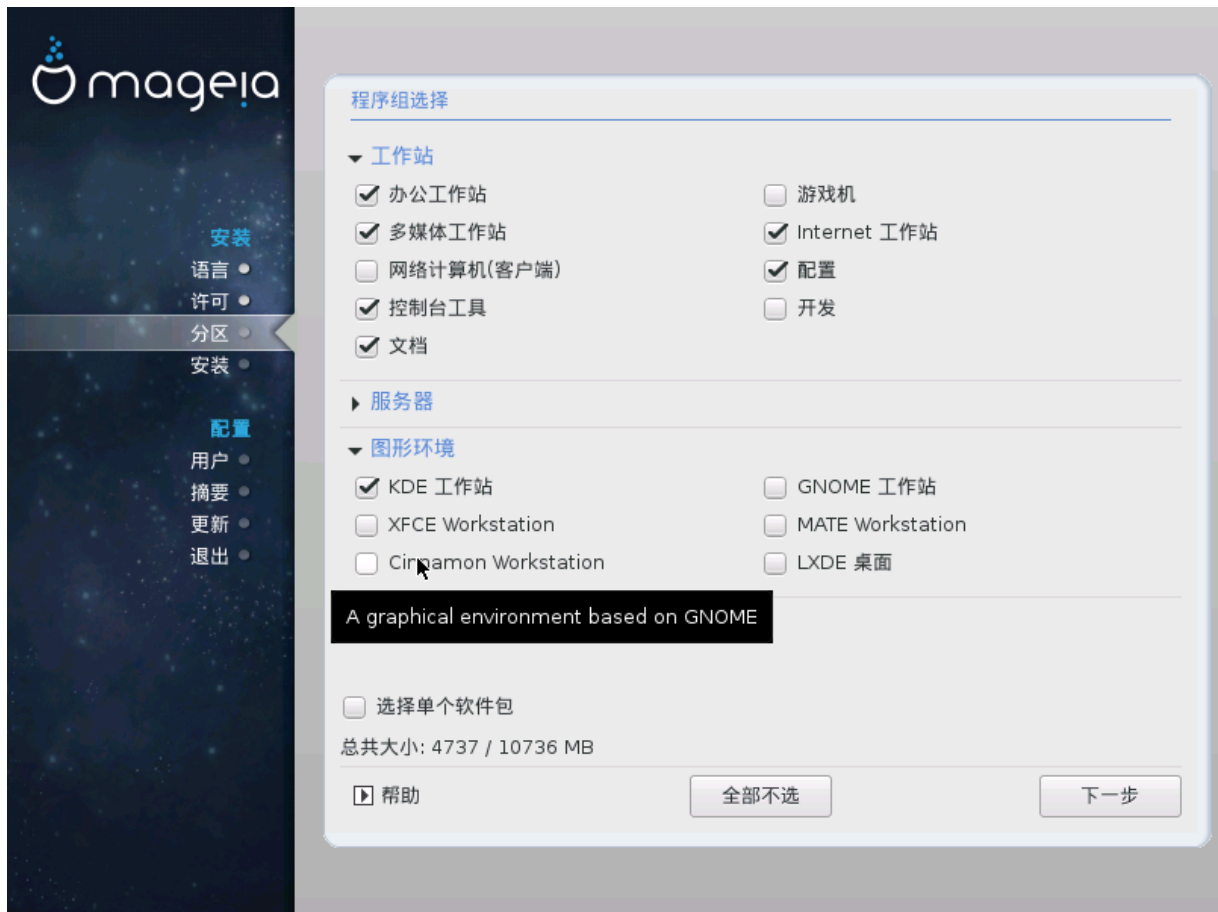 mageia
安装
语言
许可
分区
安装
配置
用户
摘要
更新
退出
程序组选择
工作站
办公工作站 游戏机
多媒体工作站 Internet 工作站
网络计算机(客户端) 配置
控制台工具 开发
文档
服务器
图形环境
KDE 工作站 GNOME 工作站
XFCE Workstation MATE Workstation
Cinnamon Workstation LXDE 桌面
A graphical environment based on GNOME
选择单个软件包
总共大小: 4737 / 10736 MB
帮助 全部不选 下一步